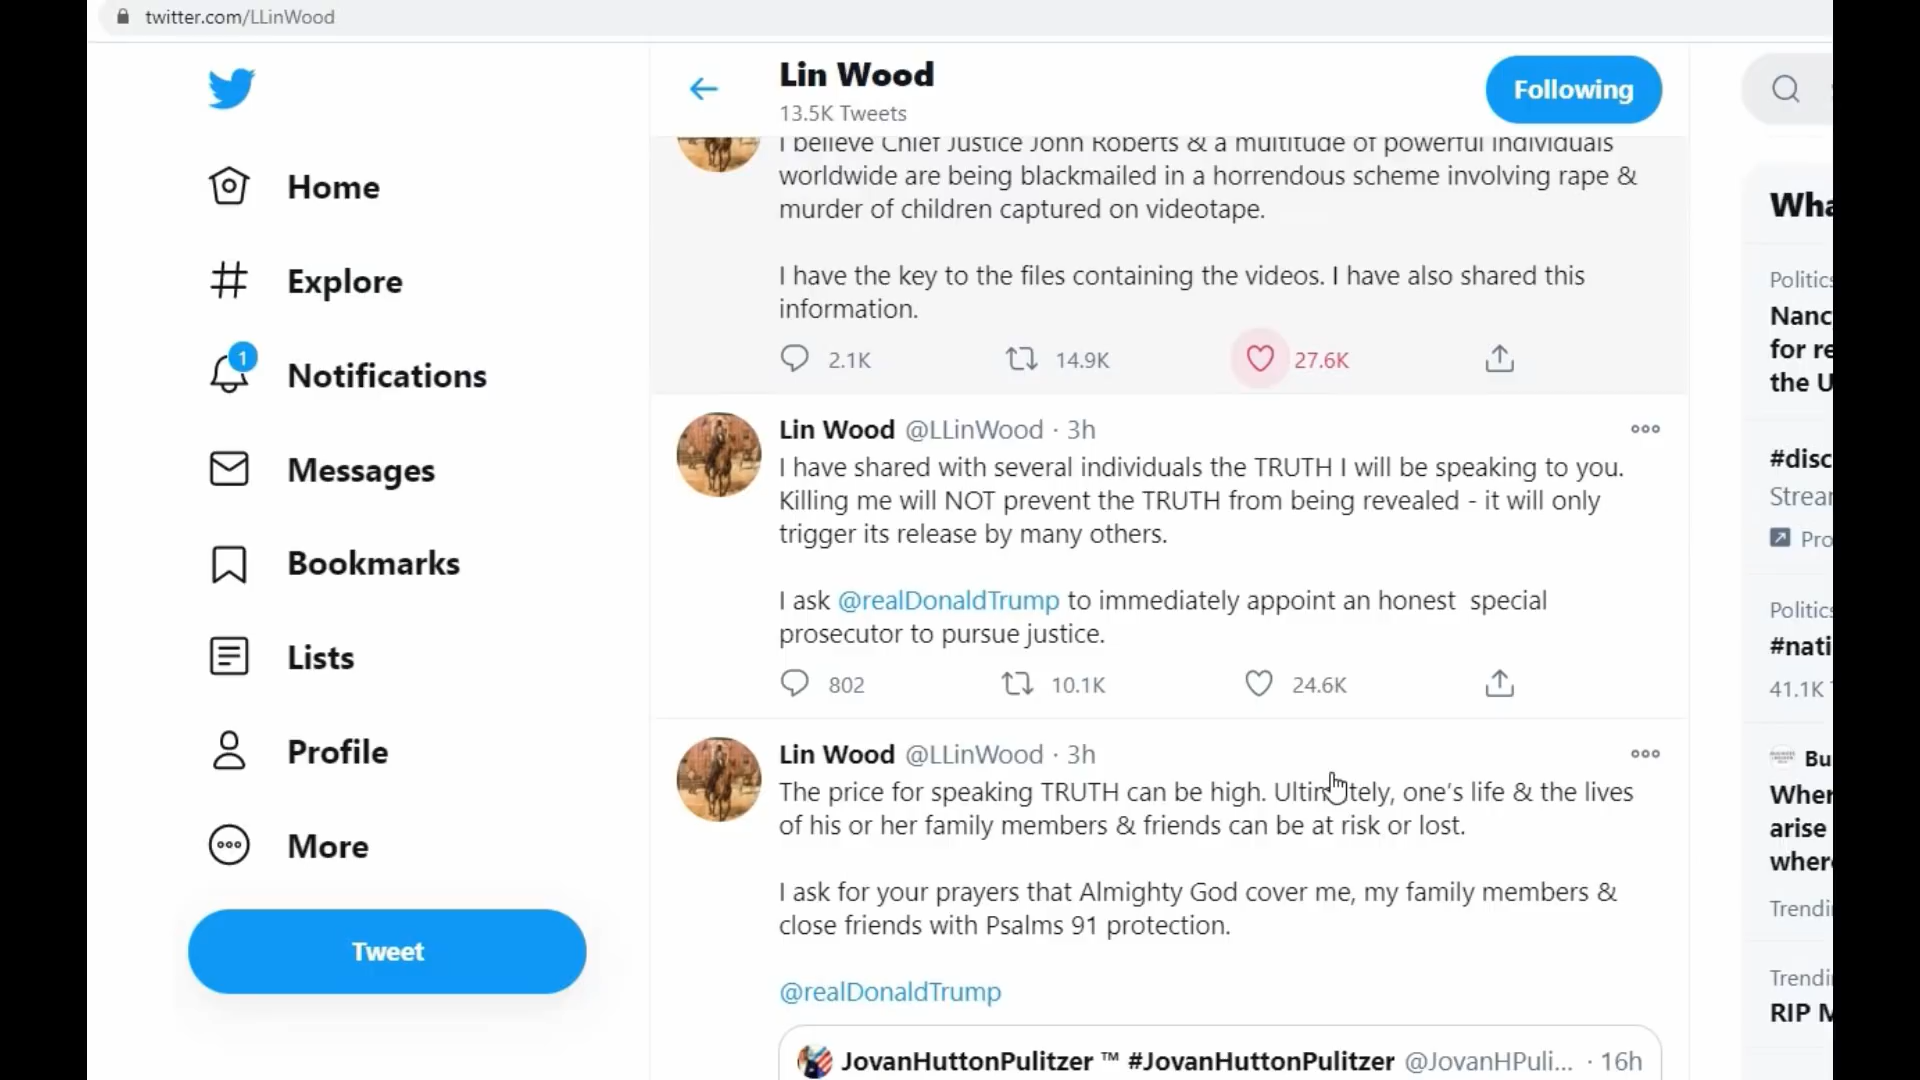 twitter.com/LLinWood
Lin Wood
13.5K Tweets
Following
Home
Explore
1
Notifications
Messages
Bookmarks
Lists
Profile
More
Tweet
I believe Chief Justice John Roberts & a multitude of powerful individuals
worldwide are being blackmailed in a horrendous scheme involving rape &
murder of children captured on videotape.
I have the key to the files containing the videos. I have also shared this
information.
2.1K 14.9K 27.6K
Lin Wood @LLinWood · 3h
I have shared with several individuals the TRUTH I will be speaking to you.
Killing me will NOT prevent the TRUTH from being revealed - it will only
trigger its release by many others.
I ask @realDonaldTrump to immediately appoint an honest special
prosecutor to pursue justice.
802 10.1K 24.6K
Lin Wood @LLinWood · 3h
The price for speaking TRUTH can be high. Ultimately, one's life & the lives
of his or her family members & friends can be at risk or lost.
I ask for your prayers that Almighty God cover me, my family members &
close friends with Psalms 91 protection.
@realDonaldTrump
JovanHuttonPulitzer ™ #JovanHuttonPulitzer @JovanHPuli... · 16h
Wha
Politics
Nanc
for re
the U
#disc
Strear
Pro
Politics
#nati
41.1K
Bu
Wher
arise
where
Trendi
Trendi
RIP M